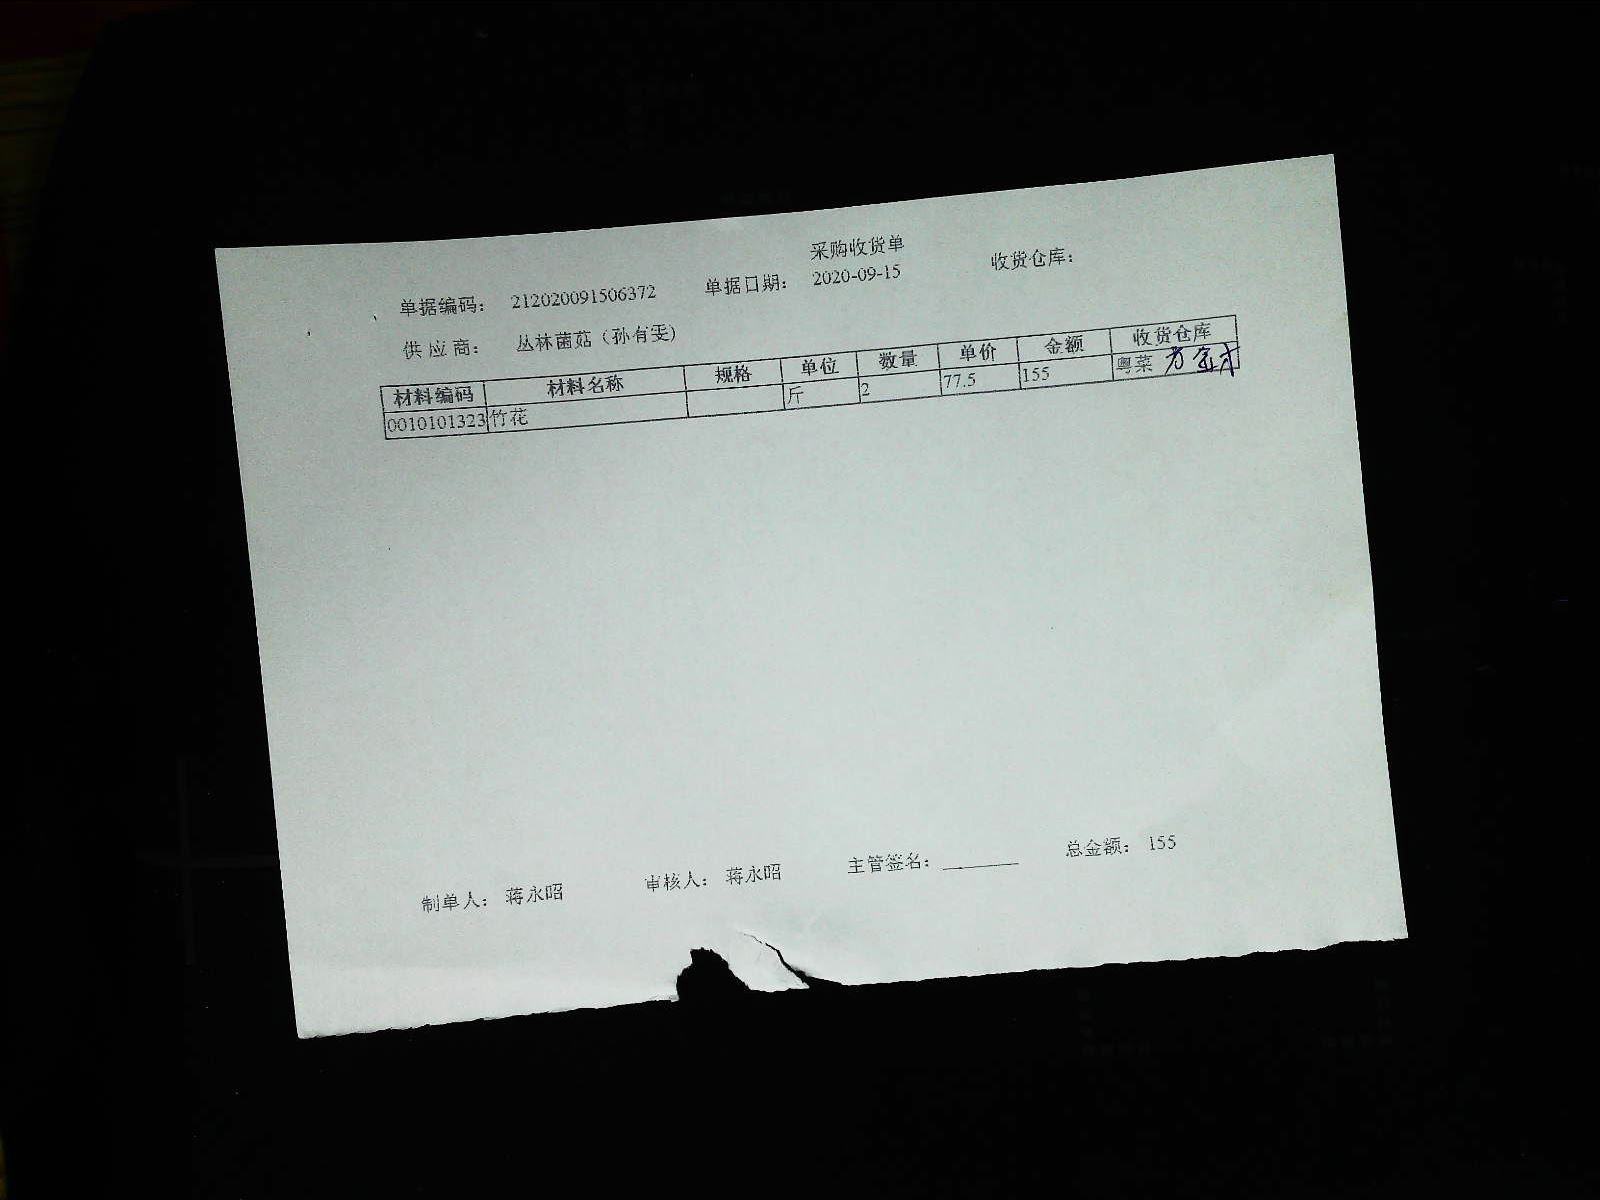 采购收货单
单据编码: 212020091506372 单据日期: 2020-09-15 收货仓库:
供应商: 丛林菌菇（孙有雯)
材料编码 材料名称 规格 单位 数量 单价 金额 收货仓库
0010101323 竹花 斤 2 77.5 155 粤菜
制单人: 蒋永昭 审核人: 蒋永昭 主管签名: 总金额: 155